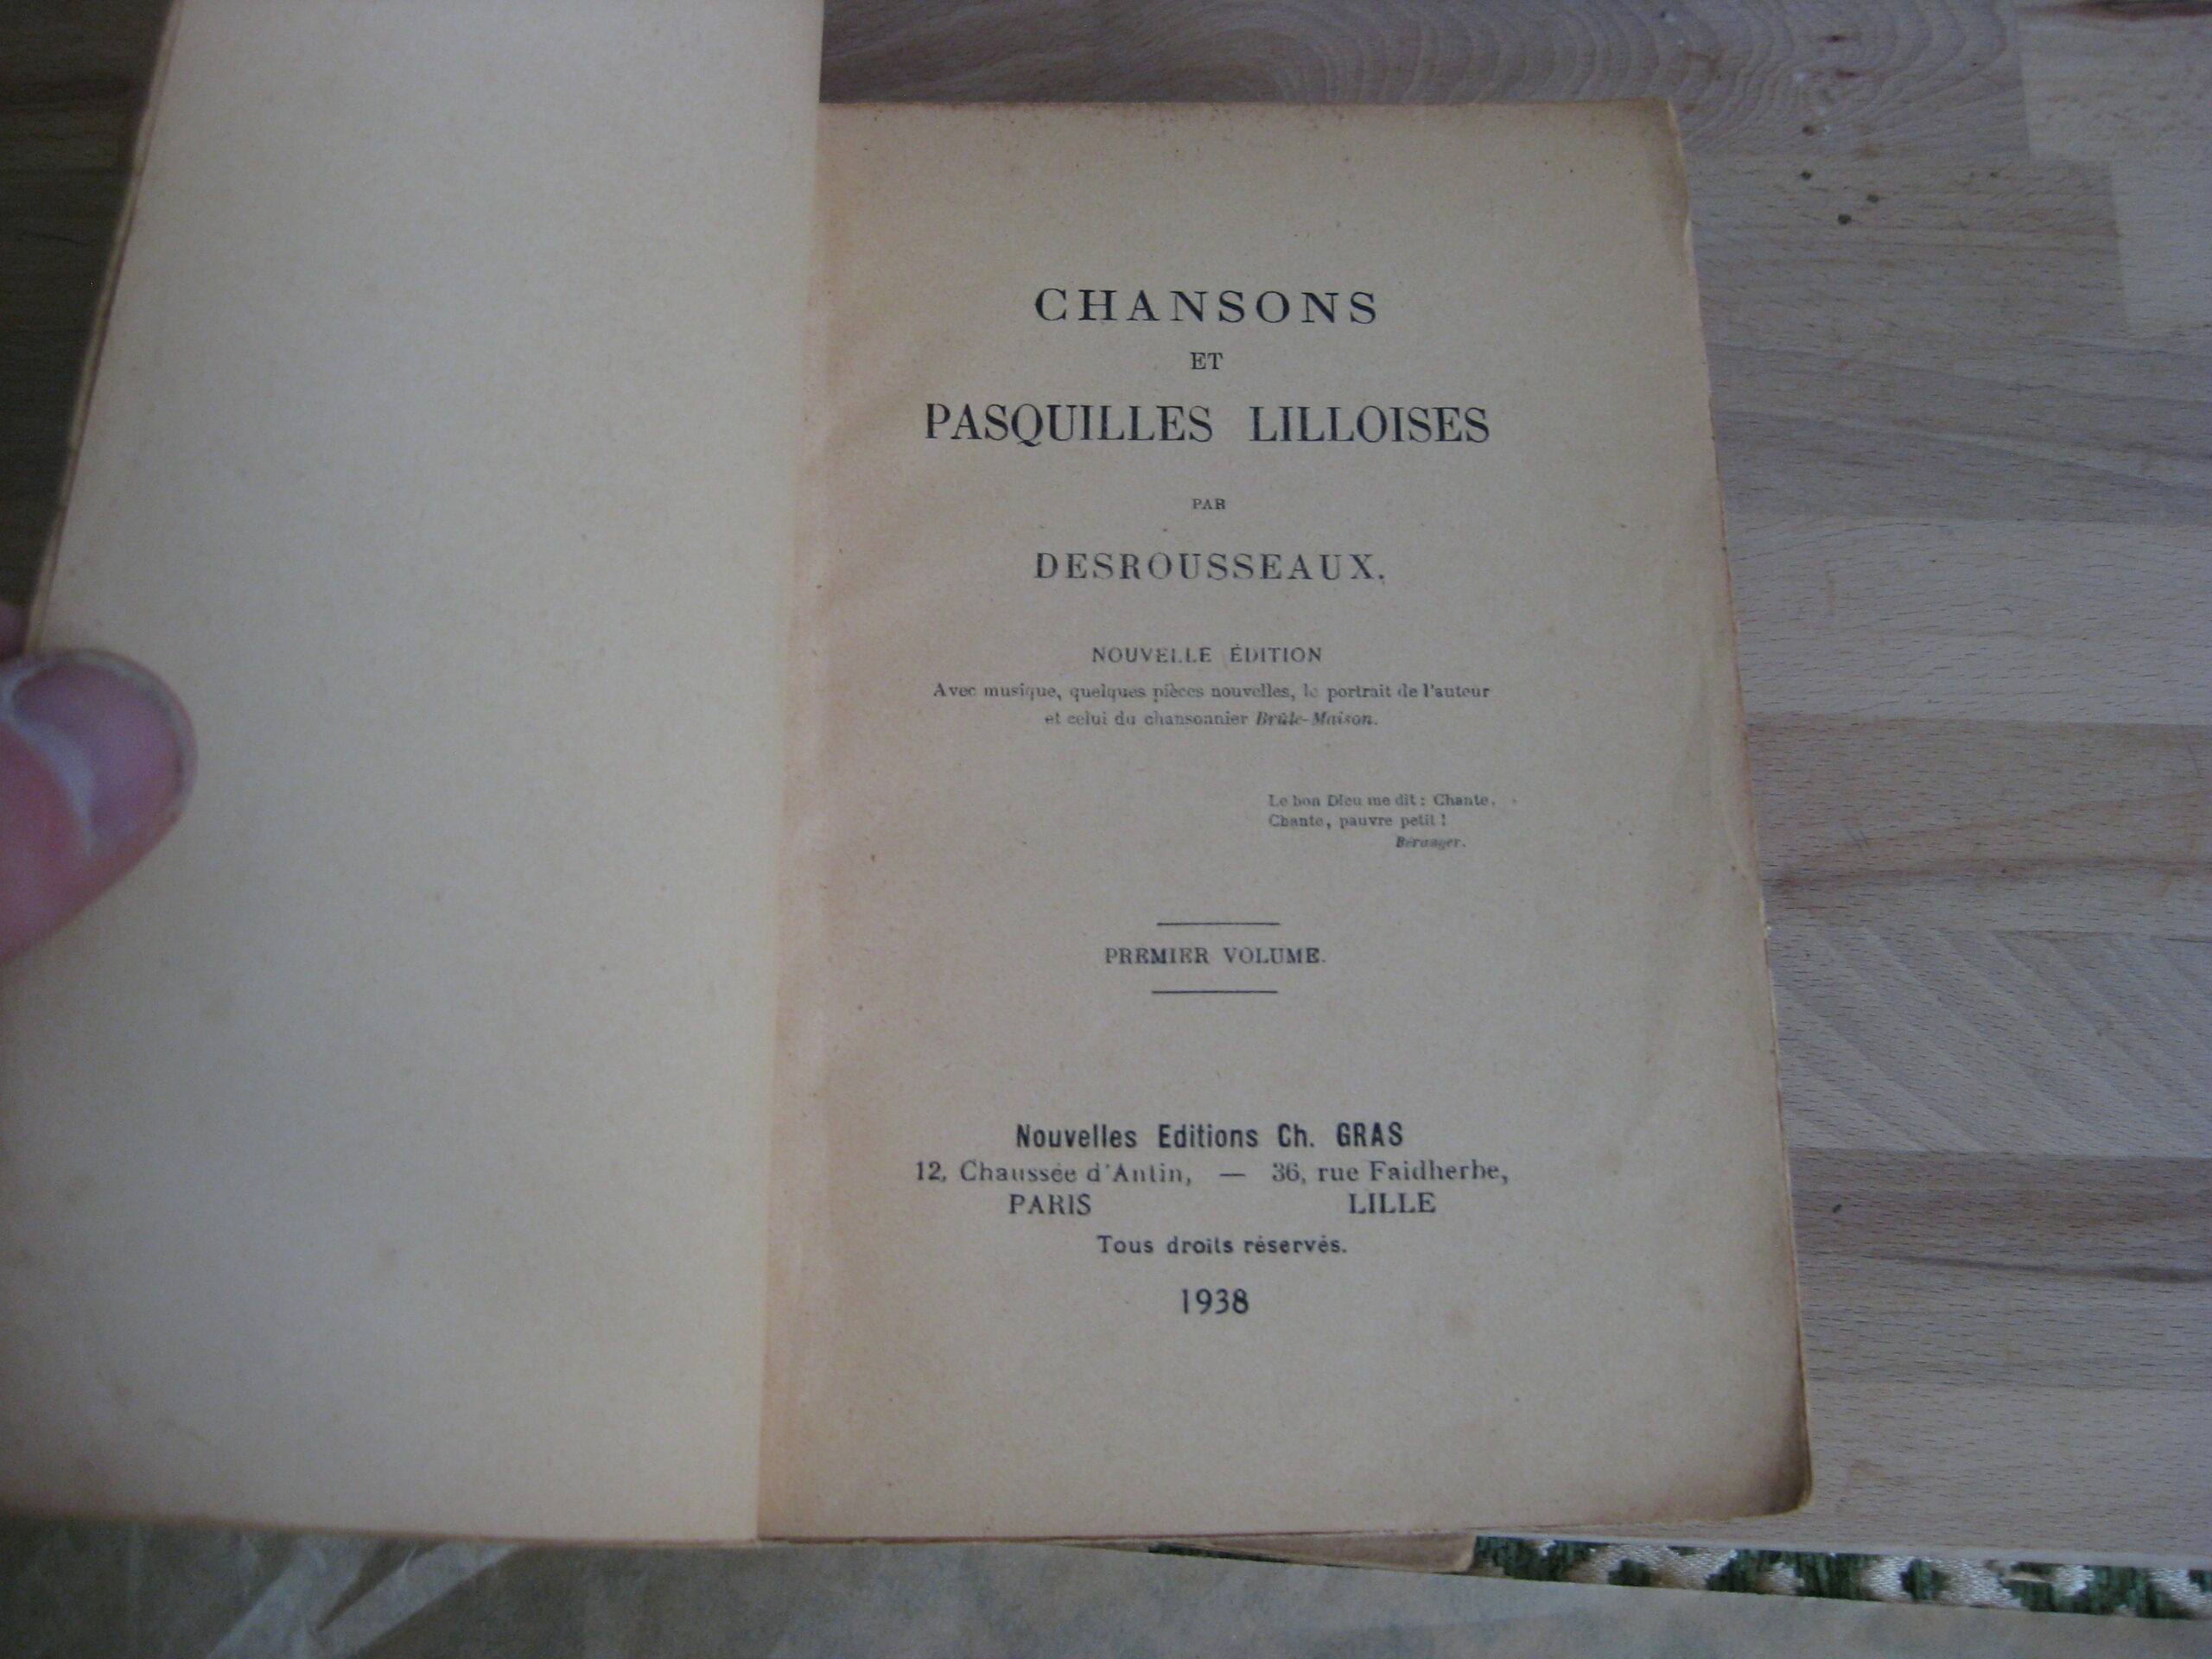 CHANSONS
ET
PASQUILLES LILLOISES
PAR
DESROUSSEAUX.
NOUVELLE ÉDITION
Avec musique, quelques pièces nouvelles, le portrait de l'auteur
et celui du chansonnier Brûle-Maison.
Le bon Dieu me dit : Chante,
Chante, pauvre petit !
Béranger.
PREMIER VOLUME.
Nouvelles Editions Ch. GRAS
12, Chaussée d'Antin, — 36, rue Faidherbe,
PARIS LILLE
Tous droits réservés.
1938